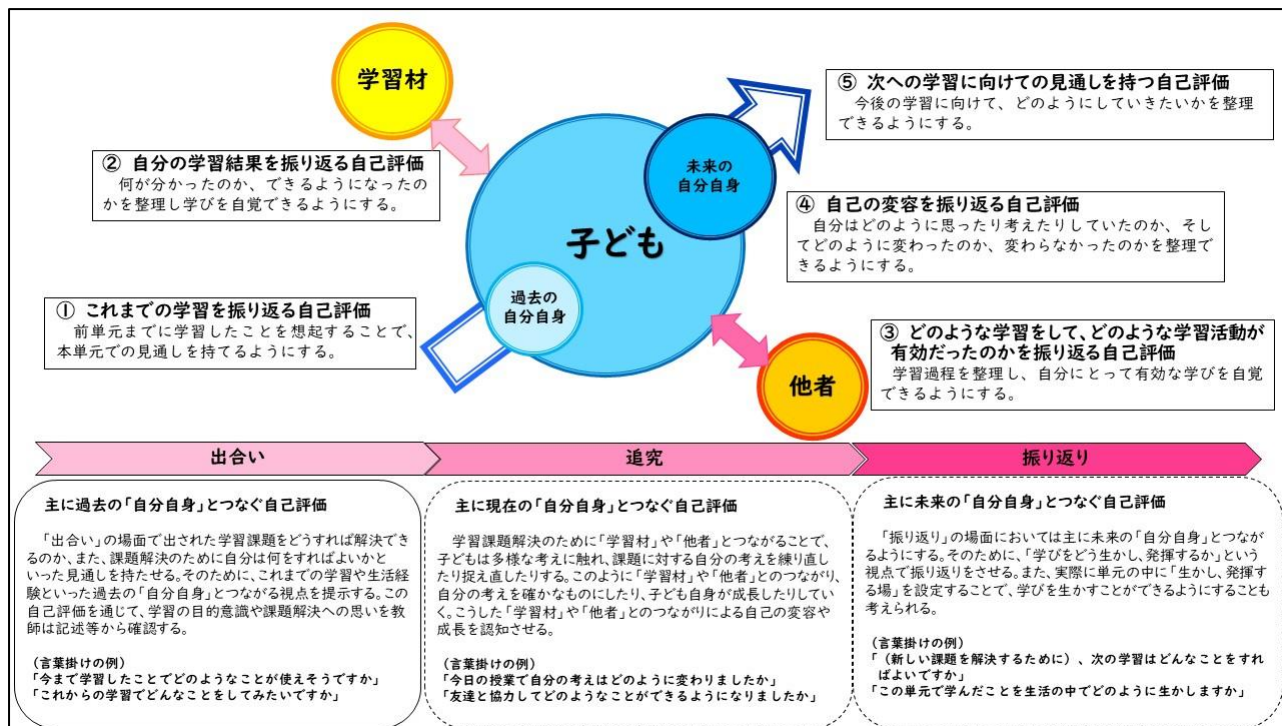 学習材
② 自分の学習結果を振り返る自己評価
何が分かったのか、できるようになったの
かを整理し学びを自覚できるようにする。
① これまでの学習を振り返る自己評価
前単元までに学習したことを想起することで、
本単元での見通しを持てるようにする。
子ども
過去の
自分自身
未来の
自分自身
他者
⑤ 次への学習に向けての見通しを持つ自己評価
今後の学習に向けて、どのようにしていきたいかを整理
できるようにする。
④ 自己の変容を振り返る自己評価
自分はどのように思ったり考えたりしていたのか、そ
してどのように変わったのか、変わらなかったのかを整理で
きるようにする。
③ どのような学習をして、どのような学習活動が
有効だったのかを振り返る自己評価
学習過程を整理し、自分にとって有効な学びを自覚
できるようにする。
出合い
追究
振り返り
主に過去の「自分自身」とつなぐ自己評価
「出合い」の場面で出された学習課題をどうすれば解決でき
るのか、また、課題解決のために自分は何をすればよいかと
いった見通しを持たせる。そのために、これまでの学習や生活経
験といった過去の「自分自身」とつながる視点を提示する。この
自己評価を通じて、学習の目的意識や課題解決への思いを教
師は記述等から確認する。
(言葉掛けの例)
「今まで学習したことでどのようなことが使えそうですか」
「これからの学習でどんなことをしてみたいですか」
主に現在の「自分自身」とつなぐ自己評価
学習課題解決のために「学習材」や「他者」とつながることで、
子どもは多様な考えに触れ、課題に対する自分の考えを練り直し
たり捉え直したりする。このように「学習材」や「他者」とのつながり、
自分の考えを確かなものにしたり、子ども自身が成長したりしてい
く。こうした「学習材」や「他者」とのつながりによる自己の変容や
成長を認知させる。
(言葉掛けの例)
「今日の授業で自分の考えはどのように変わりましたか」
「友達と協力してどのようなことができるようになりましたか」
主に未来の「自分自身」とつなぐ自己評価
「振り返り」の場面においては主に未来の「自分自身」とつなが
るようにする。そのために、「学びをどう生かし、発揮するか」という
視点で振り返りをさせる。また、実際に単元の中に「生かし、発揮す
る場」を設定することで、学びを生かすことができるようにすることも
考えられる。
(言葉掛けの例)
「(新しい課題を解決するために)、次の学習はどんなことをすれ
ばよいですか」
「この単元で学んだことを生活の中でどのように生かしますか」